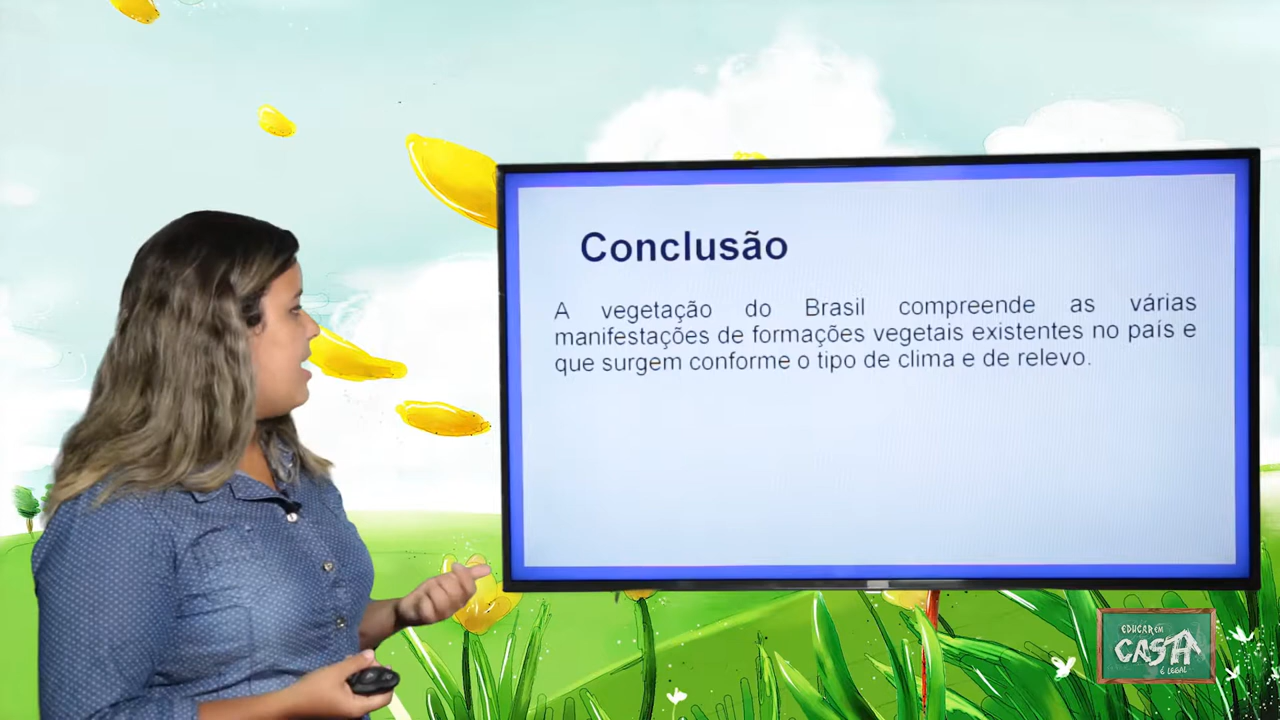 Conclusão
A vegetação do Brasil compreende as várias
manifestações de formações vegetais existentes no país e
que surgem conforme o tipo de clima e de relevo.
EDUCAR EM
CASA
É LEGAL